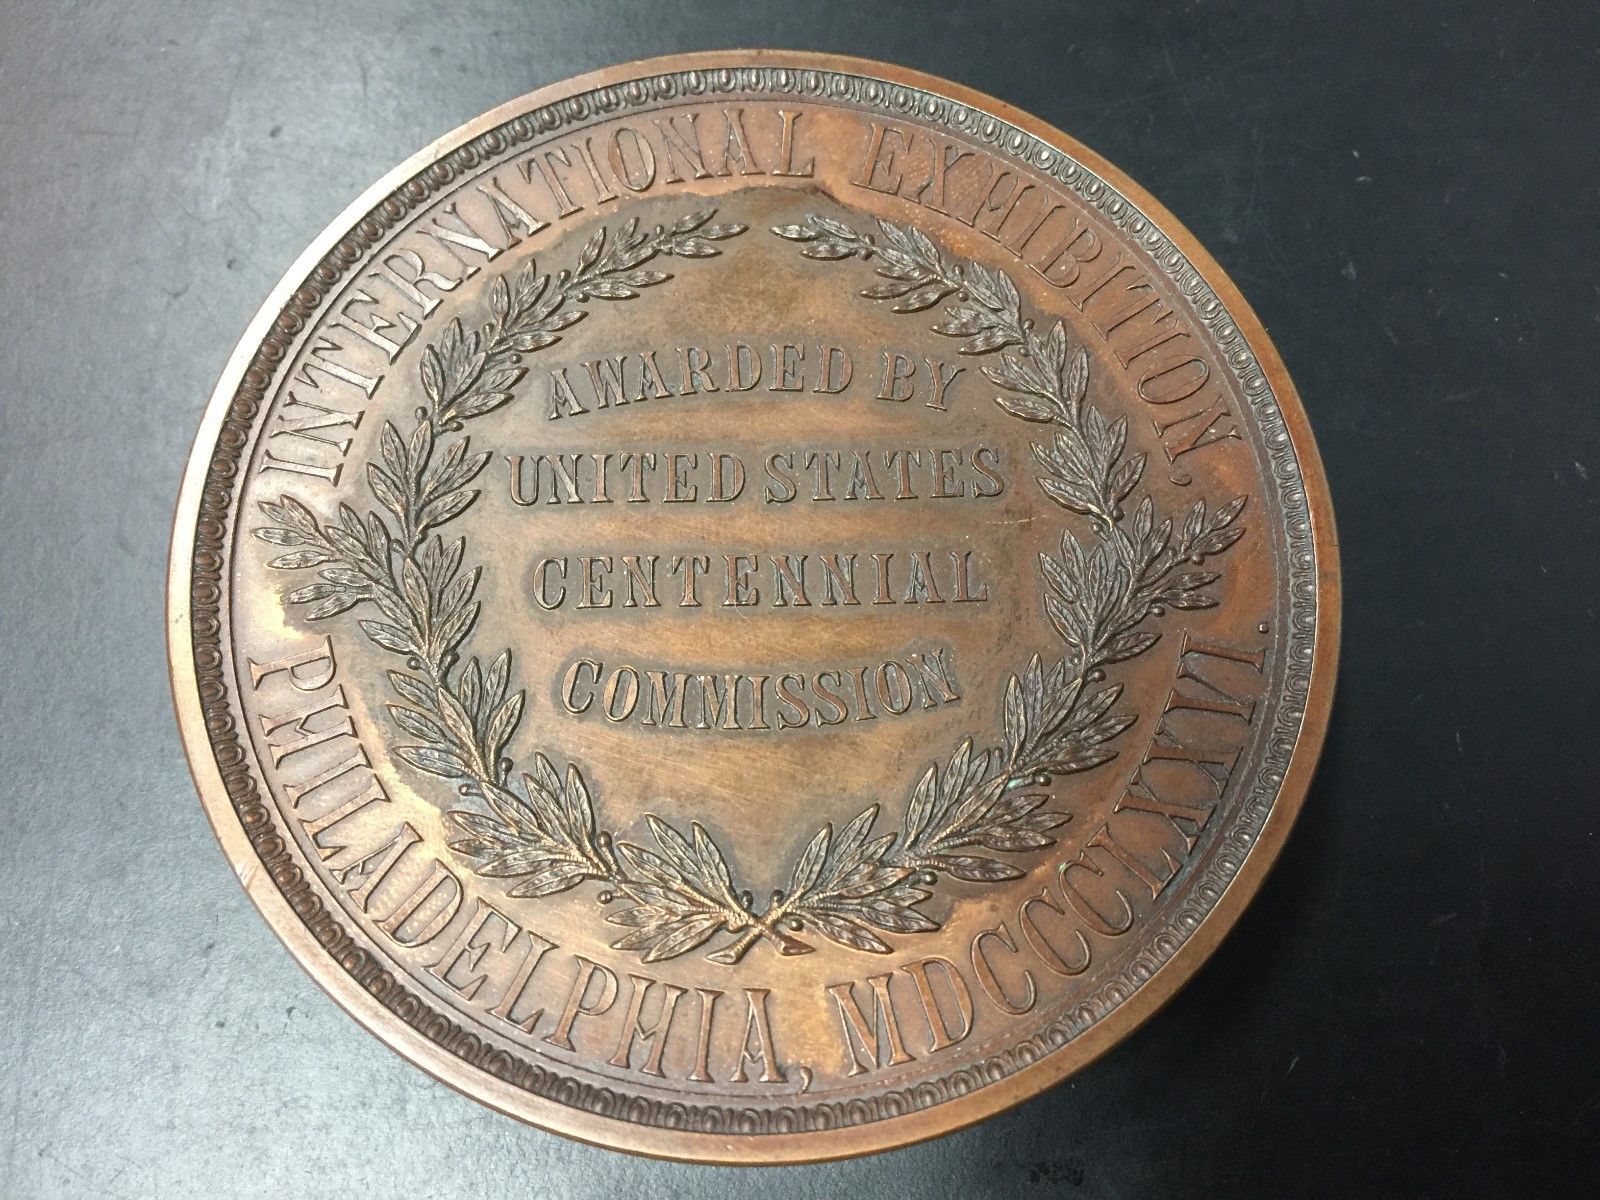 INTERNATIONAL EXHIBITION,
AWARDED BY
UNITED STATES
CENTENNIAL
COMMISSION
PHILADELPHIA, MDCCCLXXVI.